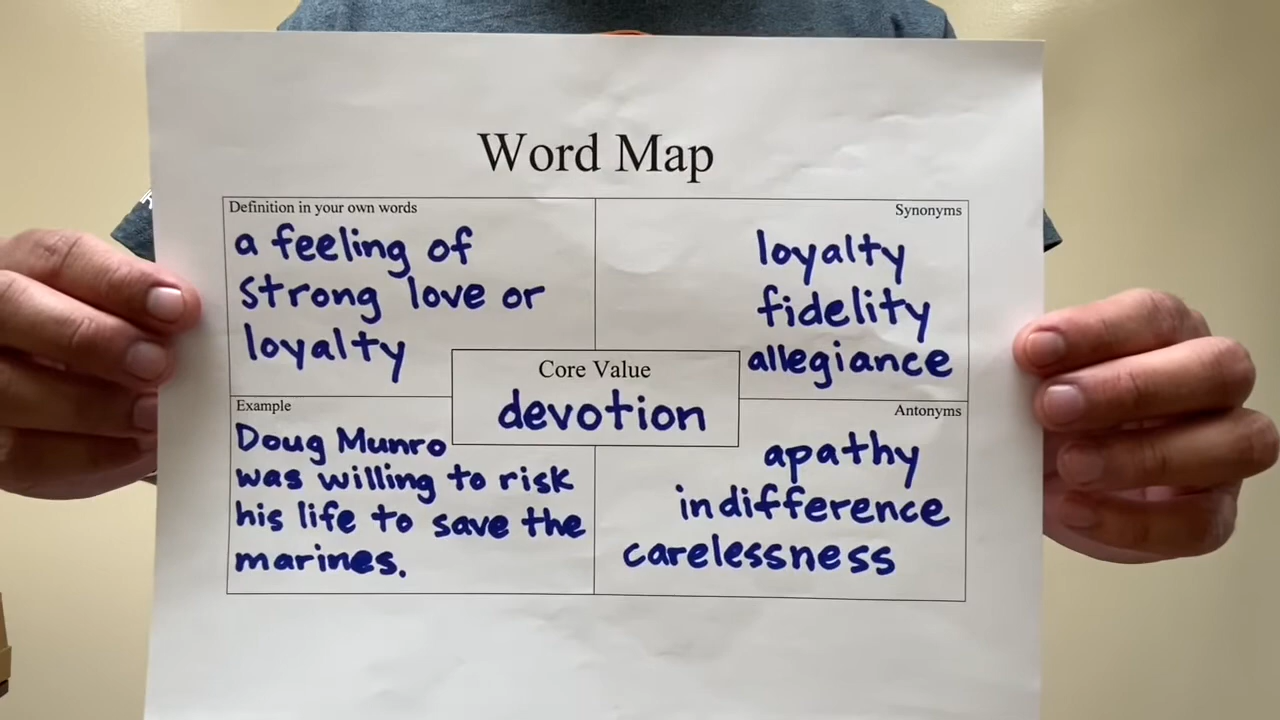 Word Map
Definition in your own words
a feeling of
strong love or
loyalty
Synonyms
loyalty
fidelity
allegiance
Core Value
devotion
Example
Doug Munro
was willing to risk
his life to save the
marines.
Antonyms
apathy
indifference
carelessness